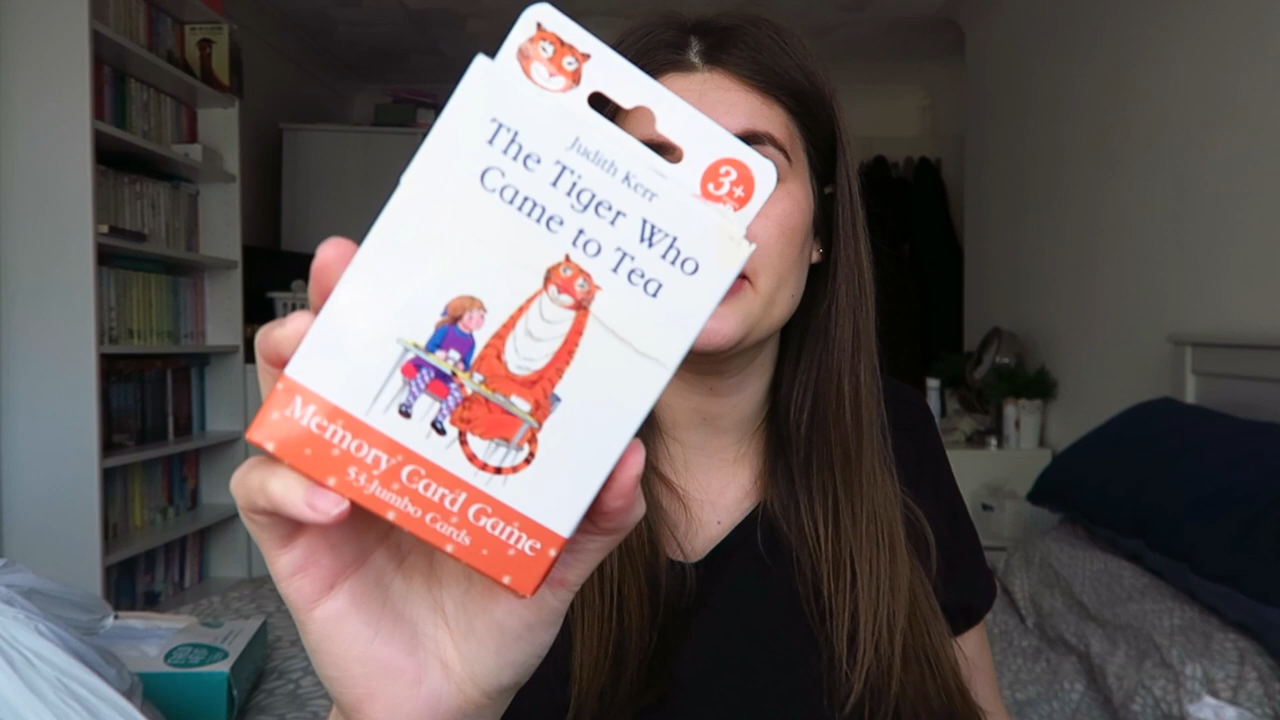 3+
Judith Kerr
The Tiger Who
Came to Tea
Memory Card Game
53 Jumbo Cards